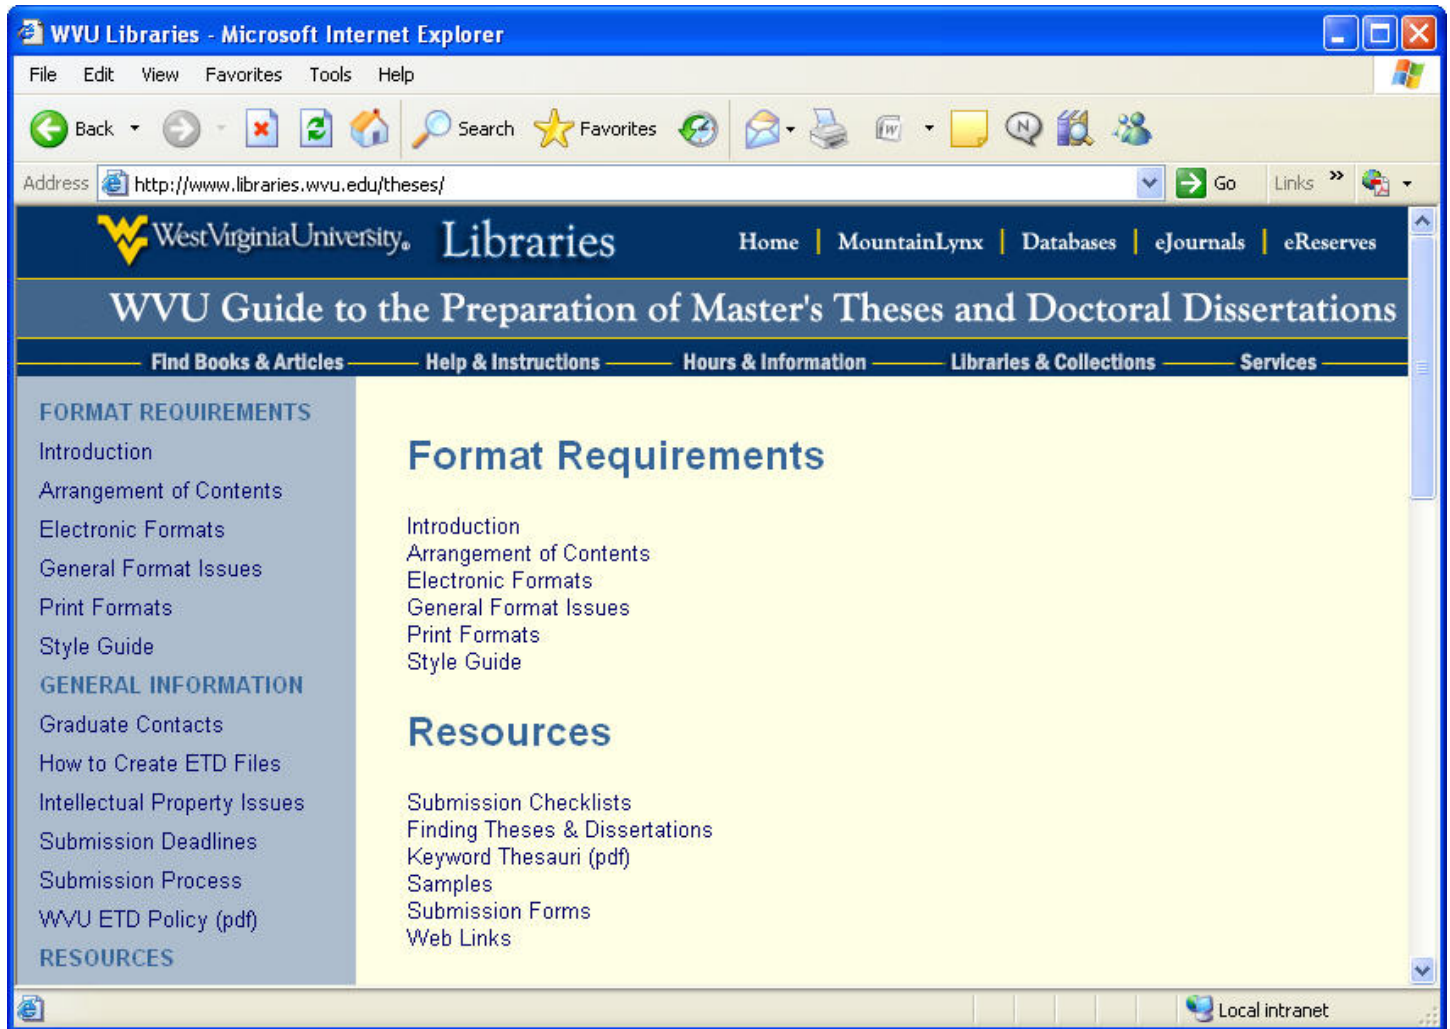 WVU Libraries - Microsoft Internet Explorer
File Edit View Favorites Tools Help
Back Search Favorites
Address http://www.libraries.wvu.edu/theses/ Go Links »
WestVirginiaUniversity® Libraries Home | MountainLynx | Databases | eJournals | eReserves
WVU Guide to the Preparation of Master's Theses and Doctoral Dissertations
Find Books & Articles Help & Instructions Hours & Information Libraries & Collections Services
FORMAT REQUIREMENTS
Introduction
Arrangement of Contents
Electronic Formats
General Format Issues
Print Formats
Style Guide
GENERAL INFORMATION
Graduate Contacts
How to Create ETD Files
Intellectual Property Issues
Submission Deadlines
Submission Process
WVU ETD Policy (pdf)
RESOURCES
Format Requirements
Introduction
Arrangement of Contents
Electronic Formats
General Format Issues
Print Formats
Style Guide
Resources
Submission Checklists
Finding Theses & Dissertations
Keyword Thesauri (pdf)
Samples
Submission Forms
Web Links
Local intranet